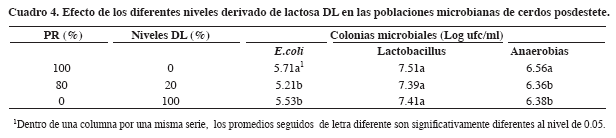 Cuadro 4. Efecto de los diferentes niveles derivado de lactosa DL en las poblaciones microbianas de cerdos posdestete.
PR (%) Niveles DL (%) Colonias microbiales (Log ufc/ml)
E.coli Lactobacillus Anaerobias
100 0 5.71a1 7.51a 6.56a
80 20 5.21b 7.39a 6.36b
0 100 5.53b 7.41a 6.38b
1Dentro de una columna por una misma serie, los promedios seguidos de letra diferente son significativamente diferentes al nivel de 0.05.